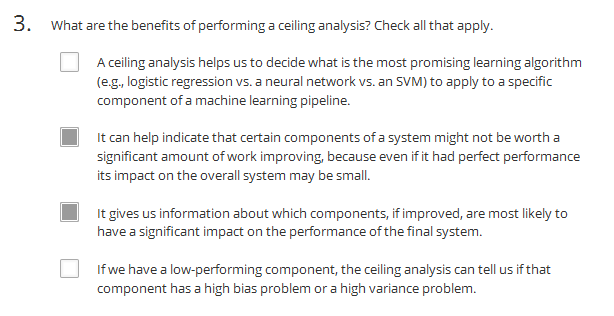 3. What are the benefits of performing a ceiling analysis? Check all that apply.
A ceiling analysis helps us to decide what is the most promising learning algorithm
(e.g., logistic regression vs. a neural network vs. an SVM) to apply to a specific
component of a machine learning pipeline.
It can help indicate that certain components of a system might not be worth a
significant amount of work improving, because even if it had perfect performance
its impact on the overall system may be small.
It gives us information about which components, if improved, are most likely to
have a significant impact on the performance of the final system.
If we have a low-performing component, the ceiling analysis can tell us if that
component has a high bias problem or a high variance problem.